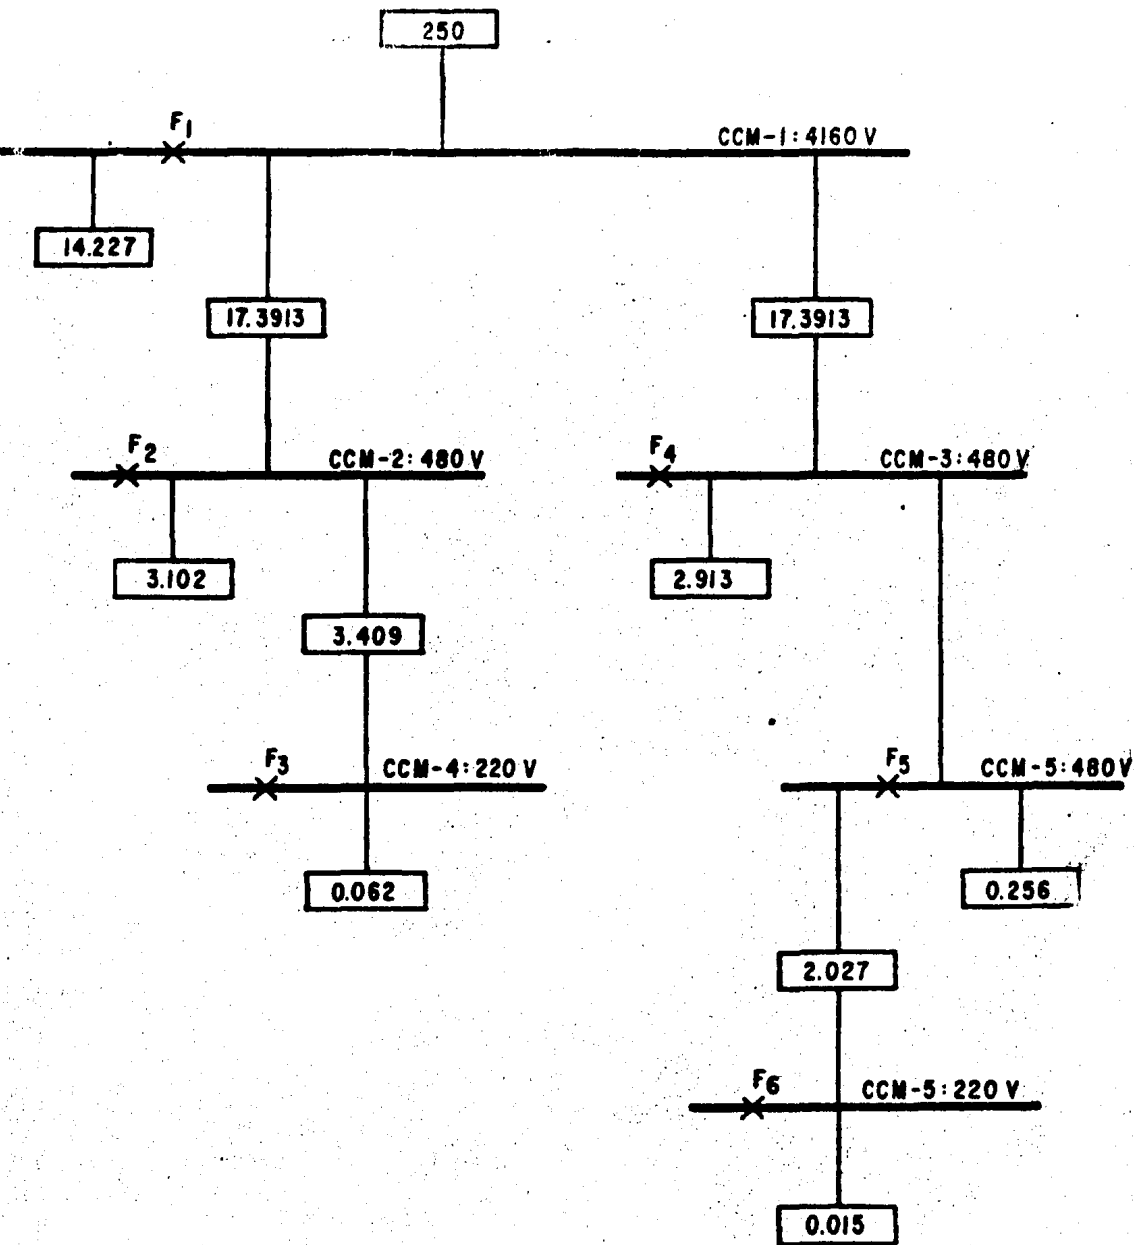 250
F1
CCM-1:4160 V
14.227
17.3913
17.3913
F2
CCM-2:480 V
F4
CCM-3:480 V
3.102
2.913
3.409
F3
CCM-4:220 V
F5
CCM-5:480 V
0.062
0.256
2.027
F6
CCM-5:220 V
0.015